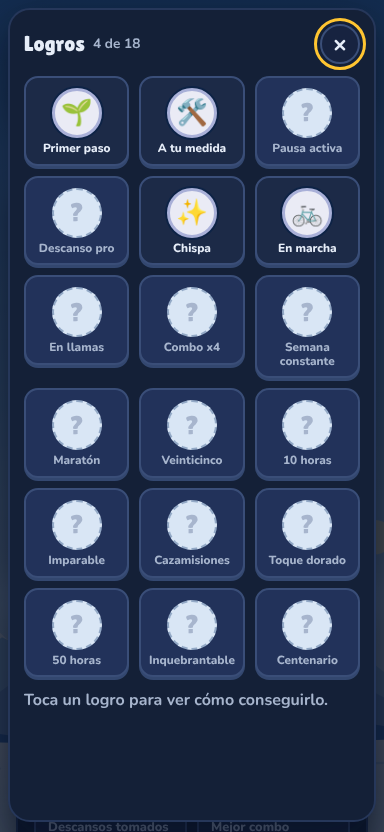 Logros 4 de 18
Primer paso
A tu medida
?
Pausa activa
?
Descanso pro
Chispa
En marcha
?
En llamas
?
Combo x4
?
Semana
constante
?
Maratón
?
Veinticinco
?
10 horas
?
Imparable
?
Cazamisiones
?
Toque dorado
?
50 horas
?
Inquebrantable
?
Centenario
Toca un logro para ver cómo conseguirlo.
Descansos tomados
Mejor combo